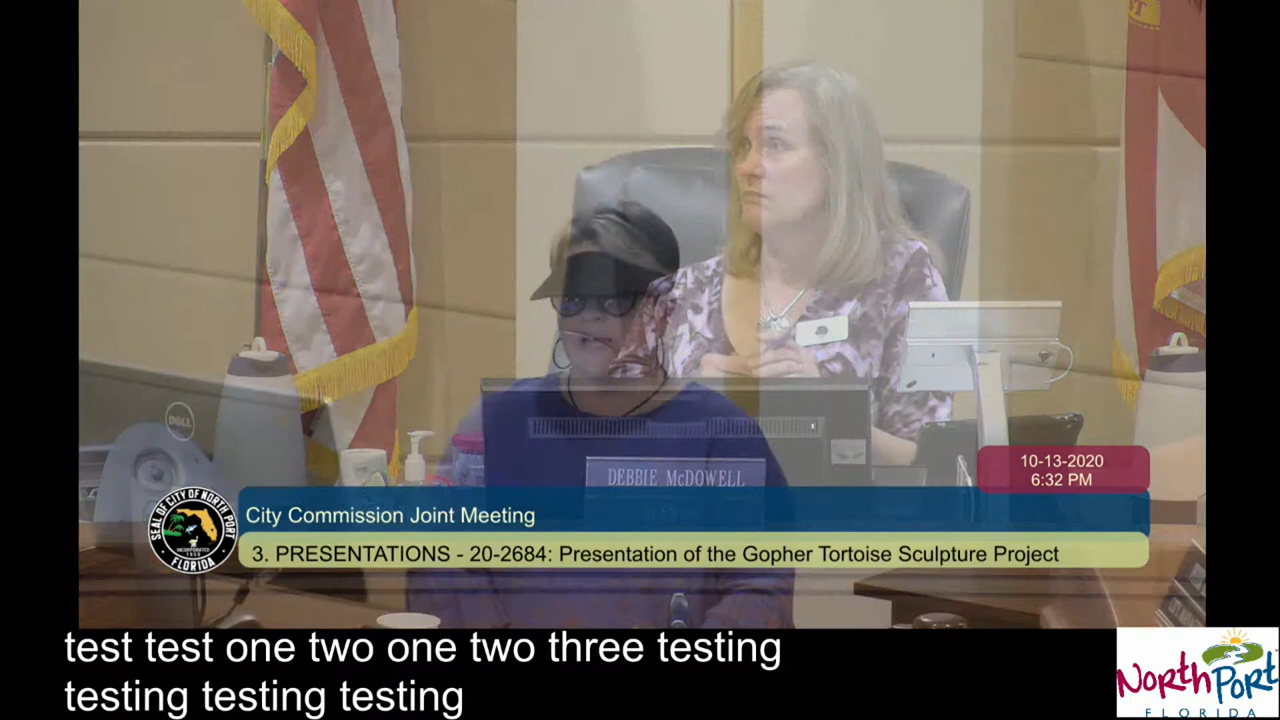 DELL
DEBBIE McDOWELL
10-13-2020
6:32 PM
SEAL OF CITY OF NORTH PORT
INCORPORATED
FLORIDA
City Commission Joint Meeting
3. PRESENTATIONS - 20-2684: Presentation of the Gopher Tortoise Sculpture Project
test test one two one two three testing
testing testing testing
North Port
FLORIDA